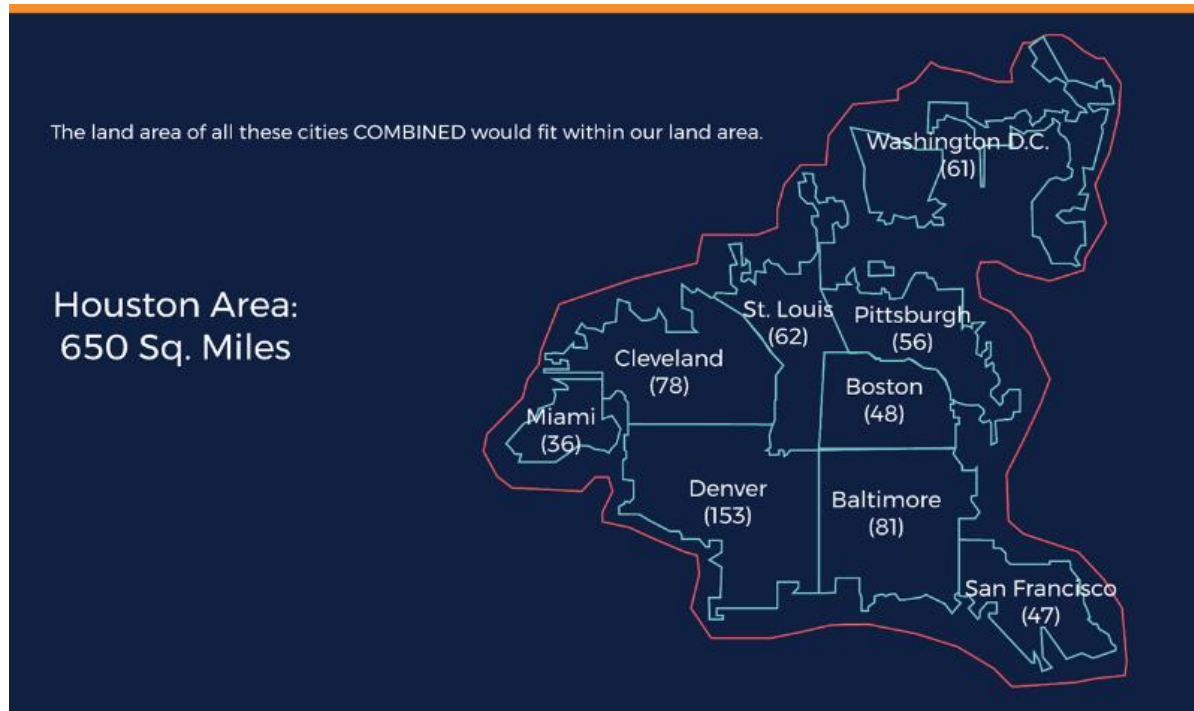 The land area of all these cities COMBINED would fit within our land area.
Houston Area:
650 Sq. Miles
Washington D.C.
(61)
St. Louis
(62)
Pittsburgh
(56)
Cleveland
(78)
Boston
(48)
Miami
(36)
Denver
(153)
Baltimore
(81)
San Francisco
(47)